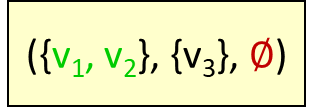 ({v₁, v₂}, {v₃}, Ø)